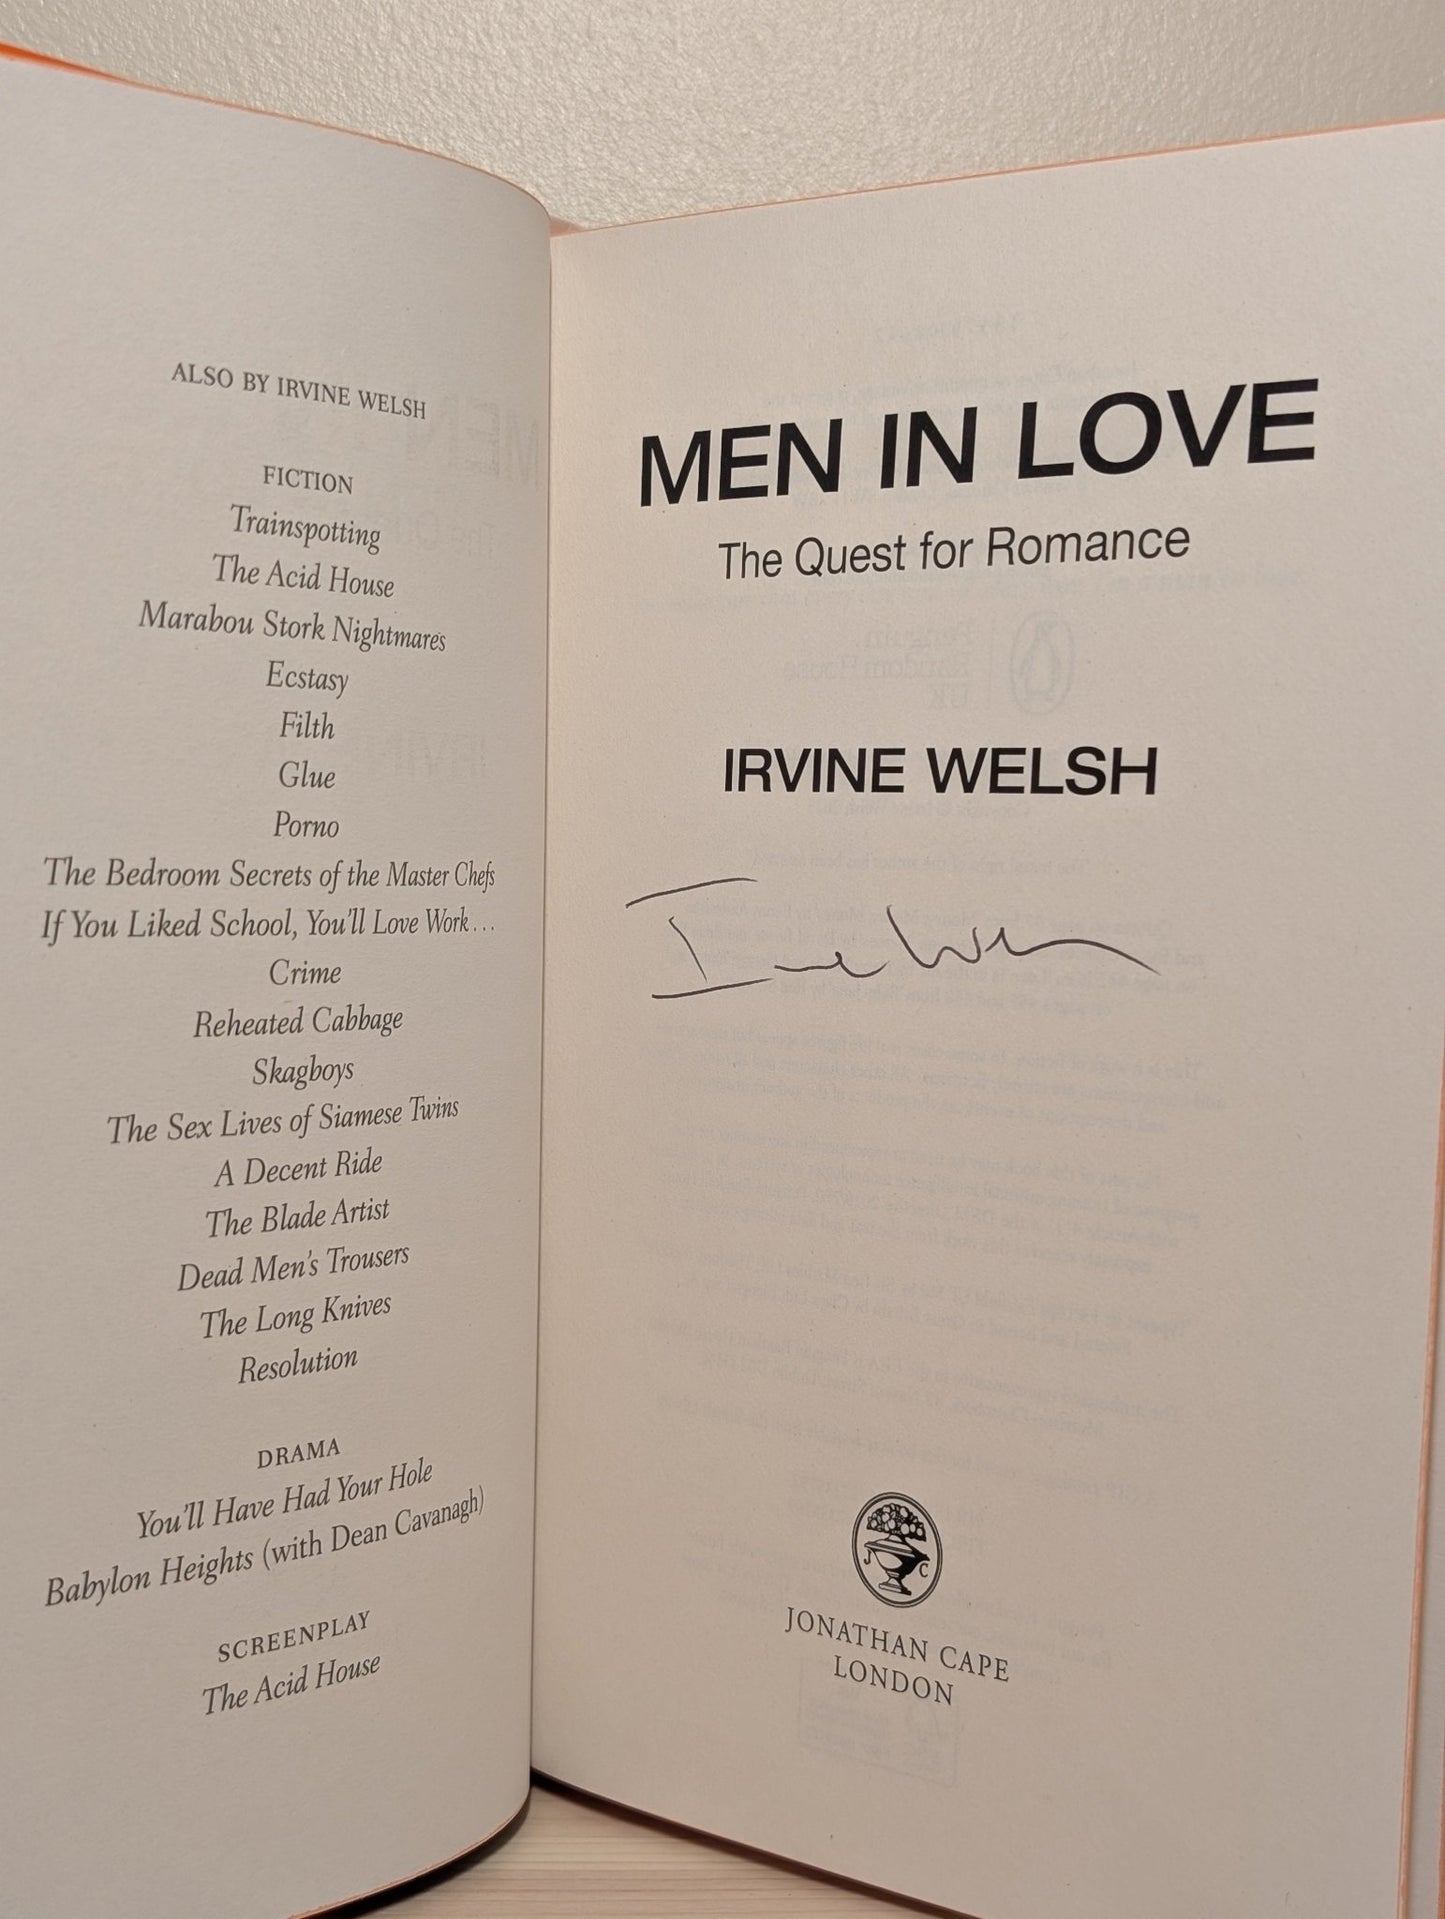 ALSO BY IRVINE WELSH
FICTION
Trainspotting
The Acid House
Marabou Stork Nightmares
Ecstasy
Filth
Glue
Porno
The Bedroom Secrets of the Master Chefs
If You Liked School, You'll Love Work...
Crime
Reheated Cabbage
Skagboys
The Sex Lives of Siamese Twins
A Decent Ride
The Blade Artist
Dead Men's Trousers
The Long Knives
Resolution
DRAMA
You'll Have Had Your Hole
Babylon Heights (with Dean Cavanagh)
SCREENPLAY
The Acid House
MEN IN LOVE
The Quest for Romance
IRVINE WELSH
J C
JONATHAN CAPE
LONDON